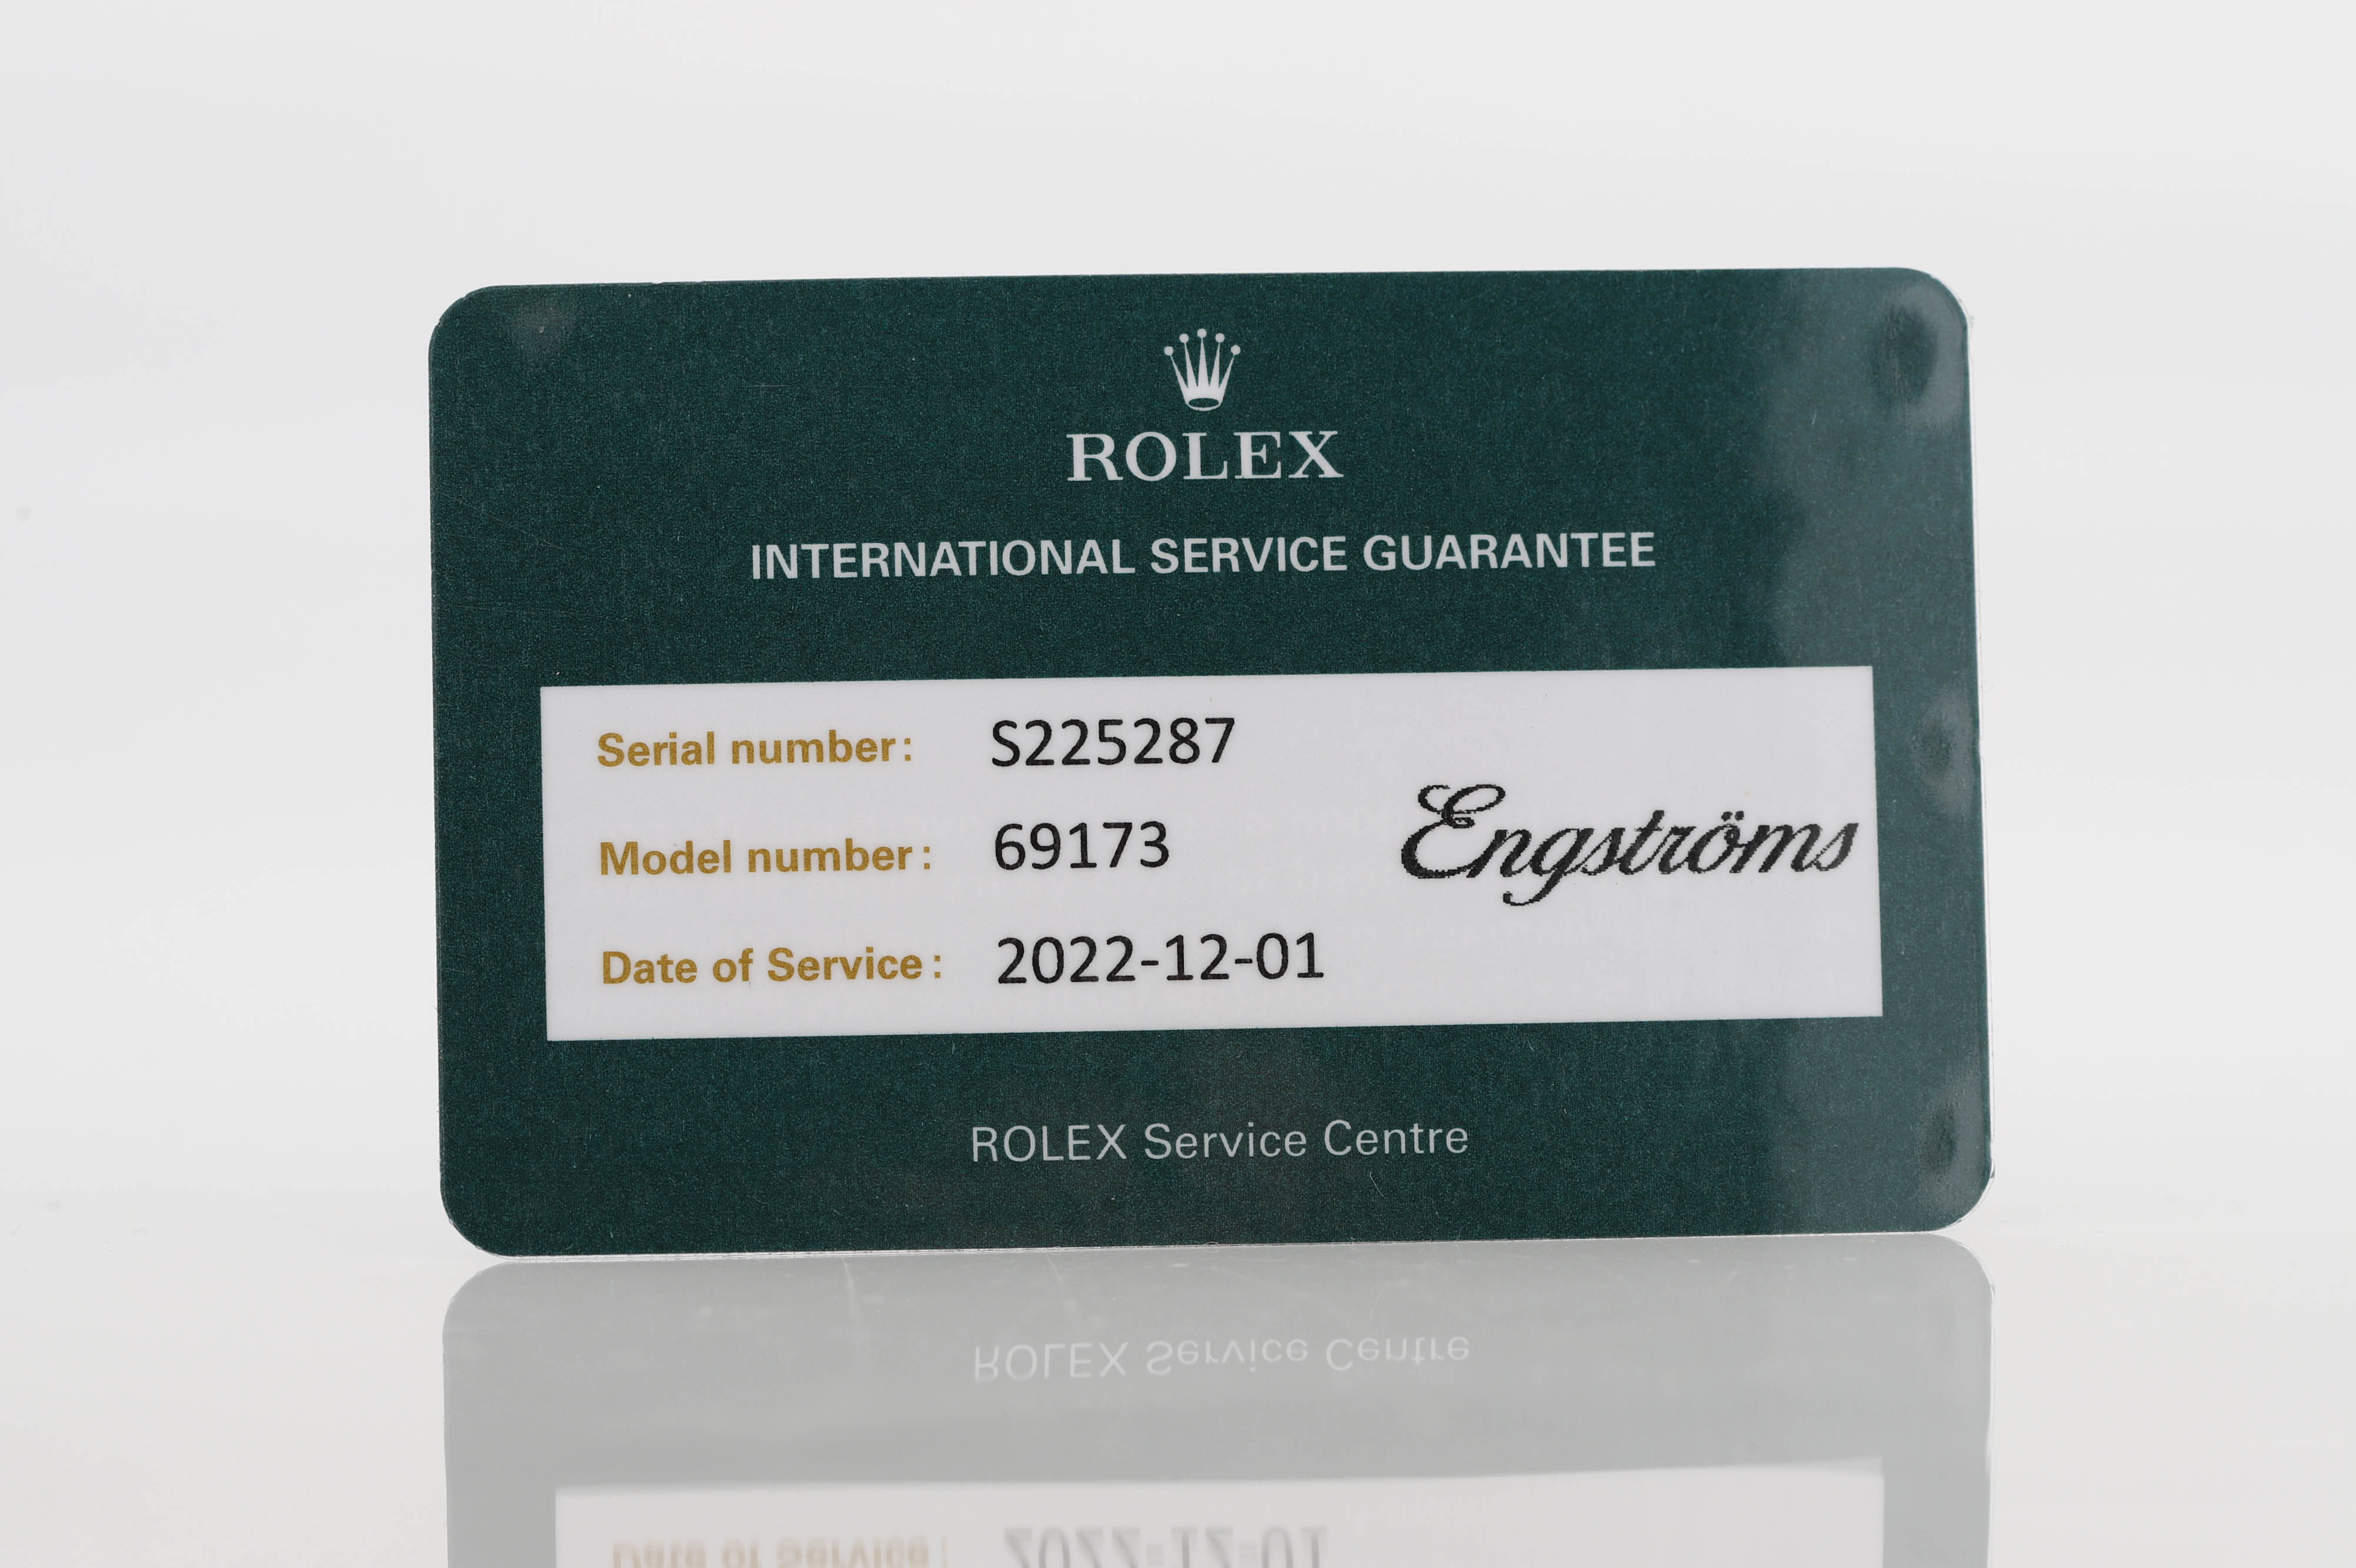 ROLEX
INTERNATIONAL SERVICE GUARANTEE
Serial number: S225287
Model number: 69173
Engströms
Date of Service: 2022-12-01
ROLEX Service Centre